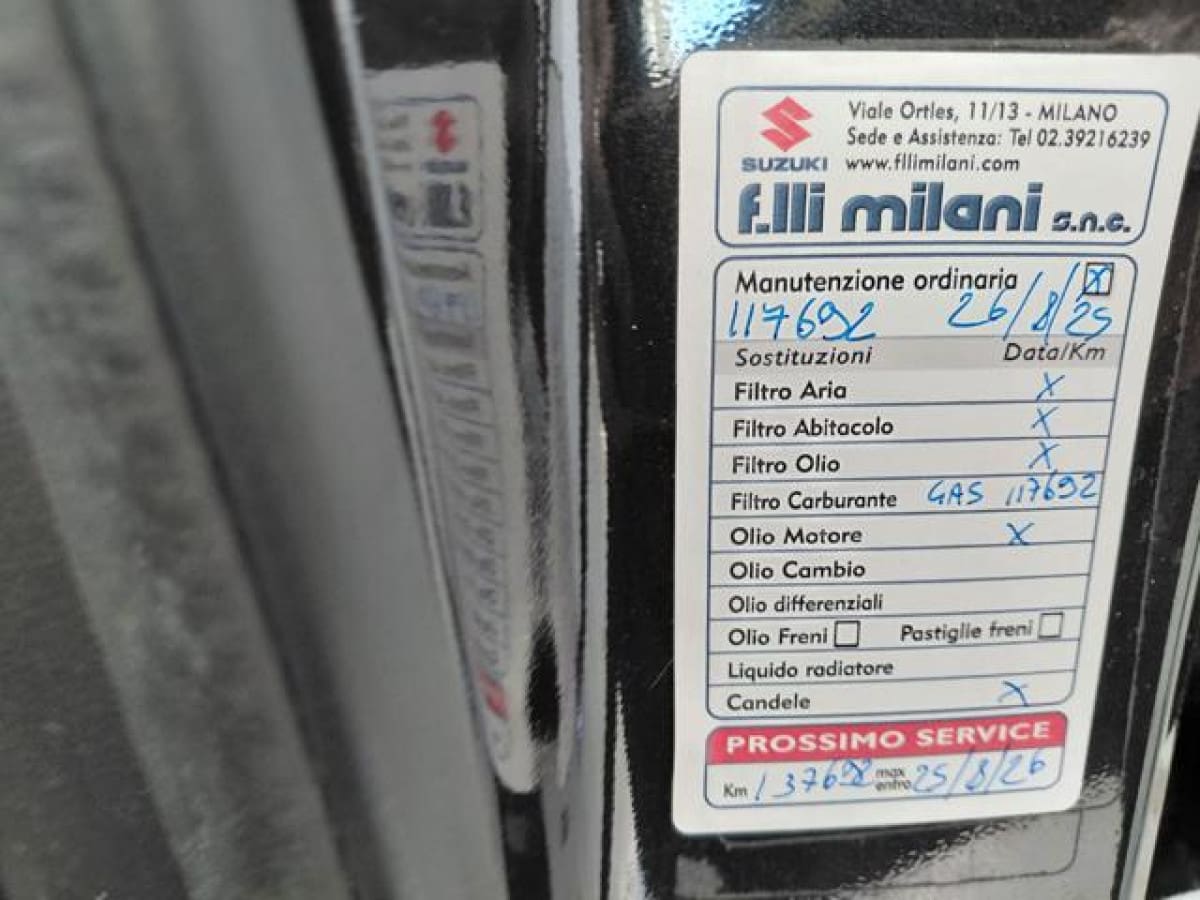 Viale Ortles, 11/13 - MILANO
Sede e Assistenza: Tel 02.39216239
SUZUKI www.fllimilani.com
f.lli milani s.n.c.
Manutenzione ordinaria X
117692 26/8/25
Sostituzioni Data/Km
Filtro Aria X
Filtro Abitacolo X
Filtro Olio X
Filtro Carburante GAS 117692
Olio Motore X
Olio Cambio
Olio differenziali
Olio Freni Pastiglie freni
Liquido radiatore
Candele X
PROSSIMO SERVICE
Km 137692 max entro 25/8/26